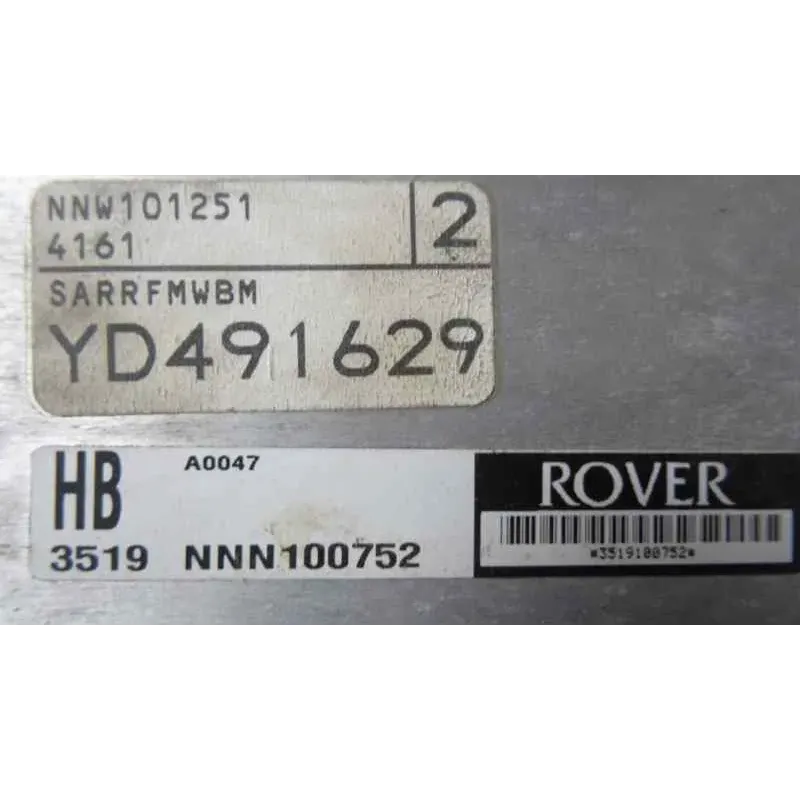 NNW101251
4161
2
SARRFMWBM
YD491629
HB A0047
3519 NNN100752
ROVER
*3519100752*